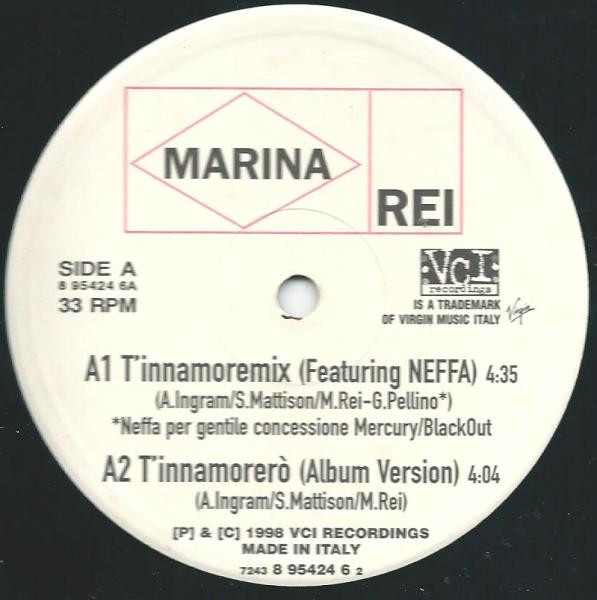 MARINA
REI
SIDE A
8 95424 6A
33 RPM
VCI
recordings
IS A TRADEMARK
OF VIRGIN MUSIC ITALY Virgin
A1 T'innamoremix (Featuring NEFFA) 4:35
(A.Ingram/S.Mattison/M.Rei-G.Pellino*)
*Neffa per gentile concessione Mercury/BlackOut
A2 T'innamorerò (Album Version) 4:04
(A.Ingram/S.Mattison/M.Rei)
[P] & [C] 1998 VCI RECORDINGS
MADE IN ITALY
7243 8 95424 6 2